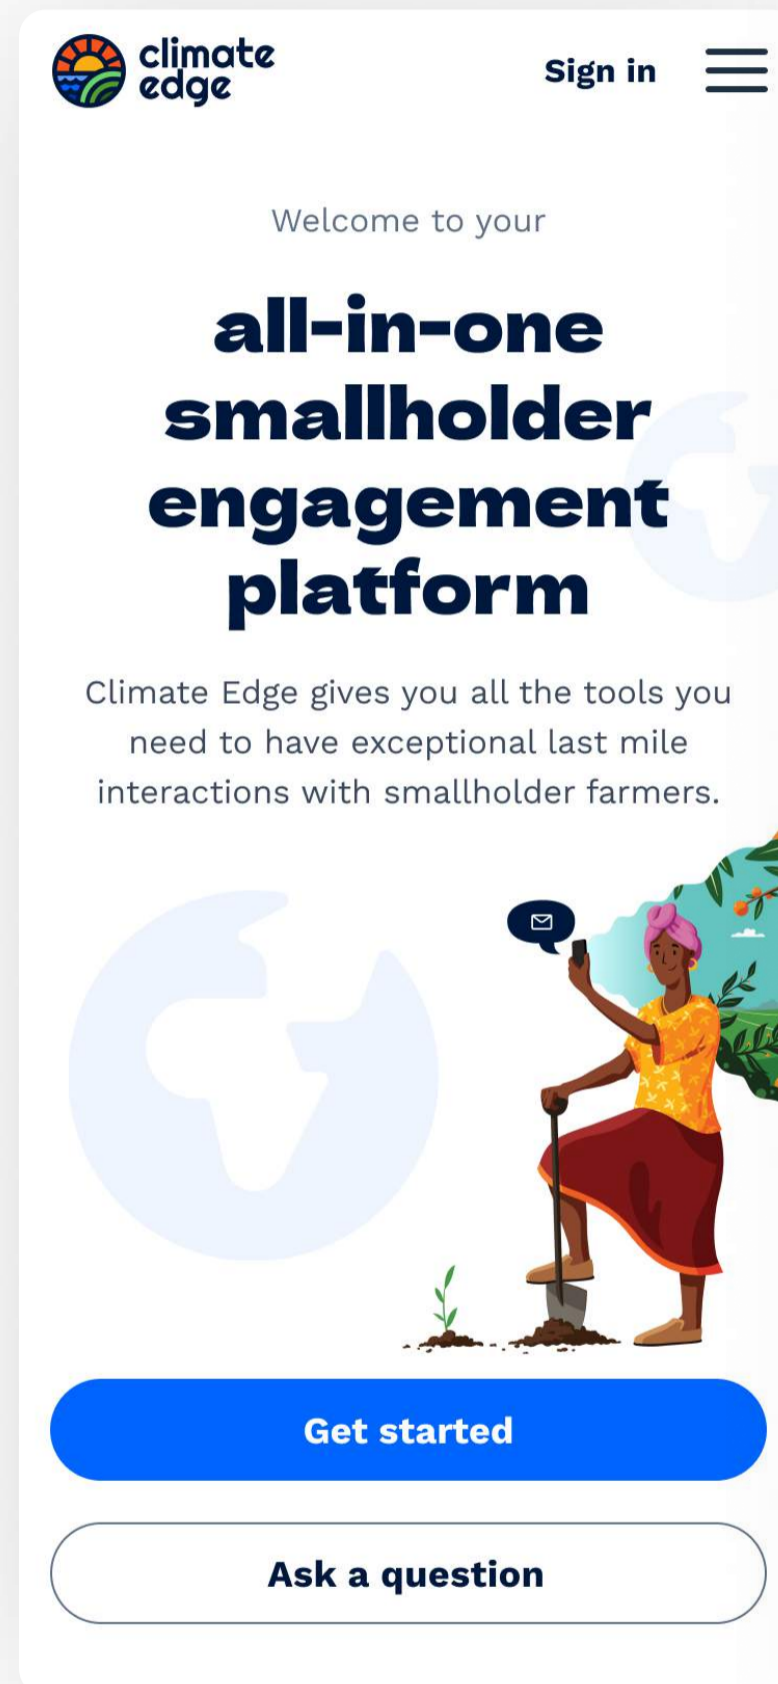 climate
edge
Sign in
Welcome to your
all-in-one
smallholder
engagement
platform
Climate Edge gives you all the tools you
need to have exceptional last mile
interactions with smallholder farmers.
Get started
Ask a question